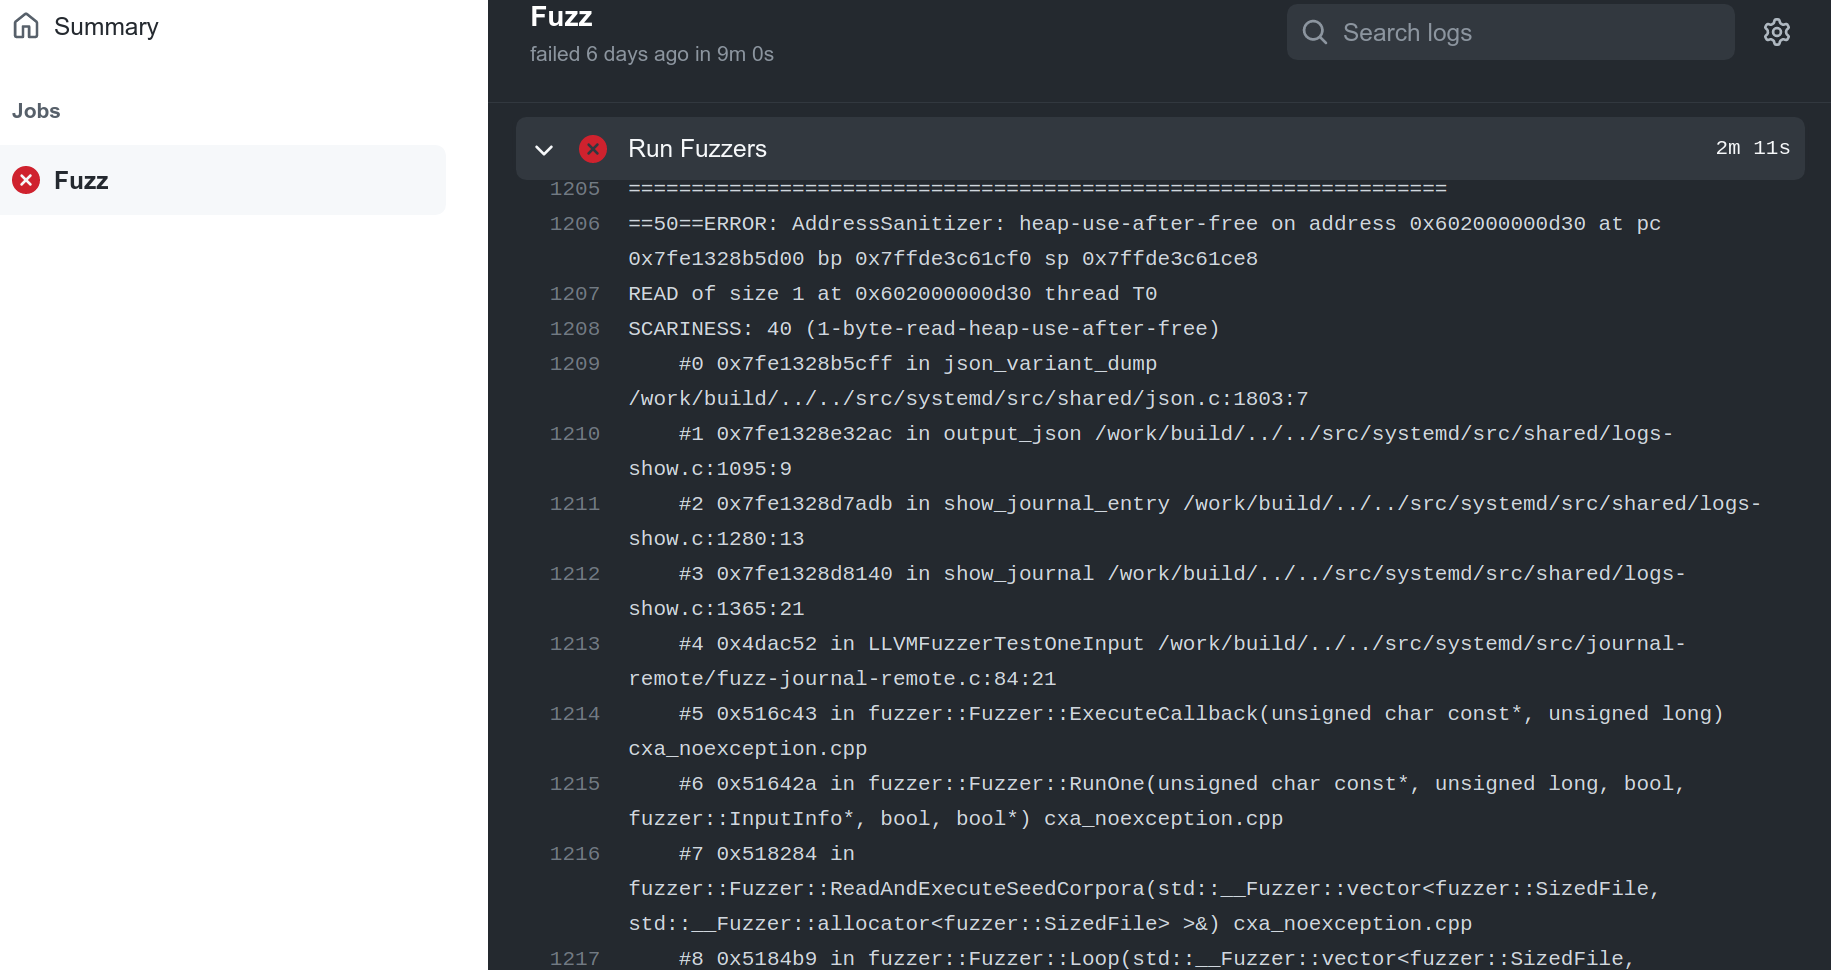 Summary
Jobs
Fuzz
Fuzz
failed 6 days ago in 9m 0s
Search logs
Run Fuzzers
2m 11s
1205 =================================================================
1206 ==50==ERROR: AddressSanitizer: heap-use-after-free on address 0x602000000d30 at pc
0x7fe1328b5d00 bp 0x7ffde3c61cf0 sp 0x7ffde3c61ce8
1207 READ of size 1 at 0x602000000d30 thread T0
1208 SCARINESS: 40 (1-byte-read-heap-use-after-free)
1209 #0 0x7fe1328b5cff in json_variant_dump
/work/build/../../src/systemd/src/shared/json.c:1803:7
1210 #1 0x7fe1328e32ac in output_json /work/build/../../src/systemd/src/shared/logs-
show.c:1095:9
1211 #2 0x7fe1328d7adb in show_journal_entry /work/build/../../src/systemd/src/shared/logs-
show.c:1280:13
1212 #3 0x7fe1328d8140 in show_journal /work/build/../../src/systemd/src/shared/logs-
show.c:1365:21
1213 #4 0x4dac52 in LLVMFuzzerTestOneInput /work/build/../../src/systemd/src/journal-
remote/fuzz-journal-remote.c:84:21
1214 #5 0x516c43 in fuzzer::Fuzzer::ExecuteCallback(unsigned char const*, unsigned long)
cxa_noexception.cpp
1215 #6 0x51642a in fuzzer::Fuzzer::RunOne(unsigned char const*, unsigned long, bool,
fuzzer::InputInfo*, bool, bool*) cxa_noexception.cpp
1216 #7 0x518284 in
fuzzer::Fuzzer::ReadAndExecuteSeedCorpora(std::__Fuzzer::vector<fuzzer::SizedFile,
std::__Fuzzer::allocator<fuzzer::SizedFile> >&) cxa_noexception.cpp
1217 #8 0x5184b9 in fuzzer::Fuzzer::Loop(std::__Fuzzer::vector<fuzzer::SizedFile,